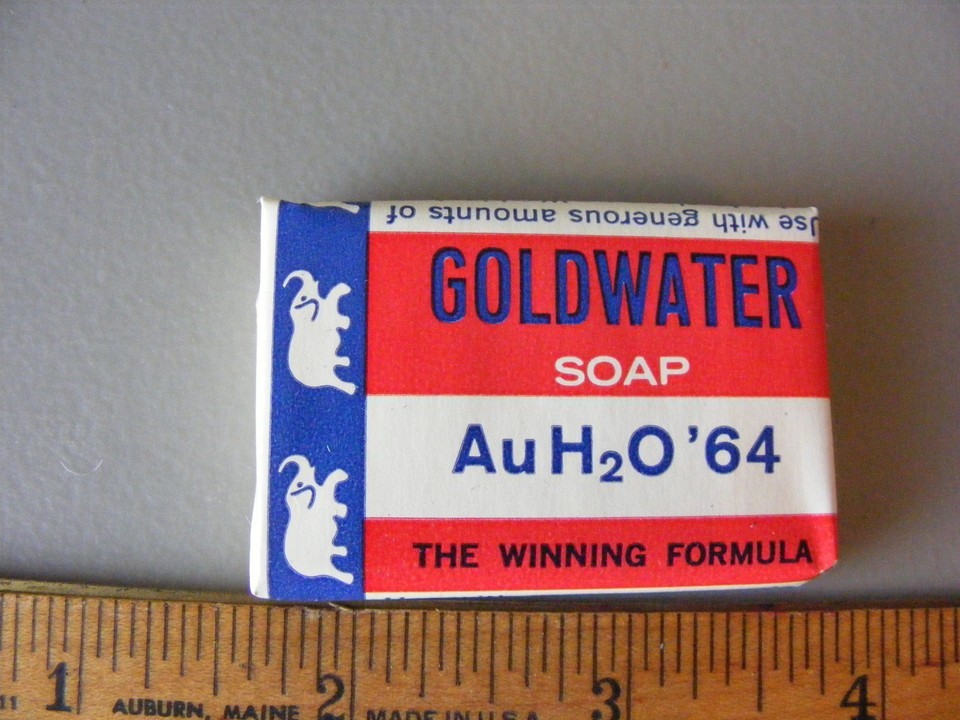 Use with generous amounts of
GOLDWATER
SOAP
AuH₂O '64
THE WINNING FORMULA
11 1 2 3 4
AUBURN, MAINE MADE IN U.S.A.